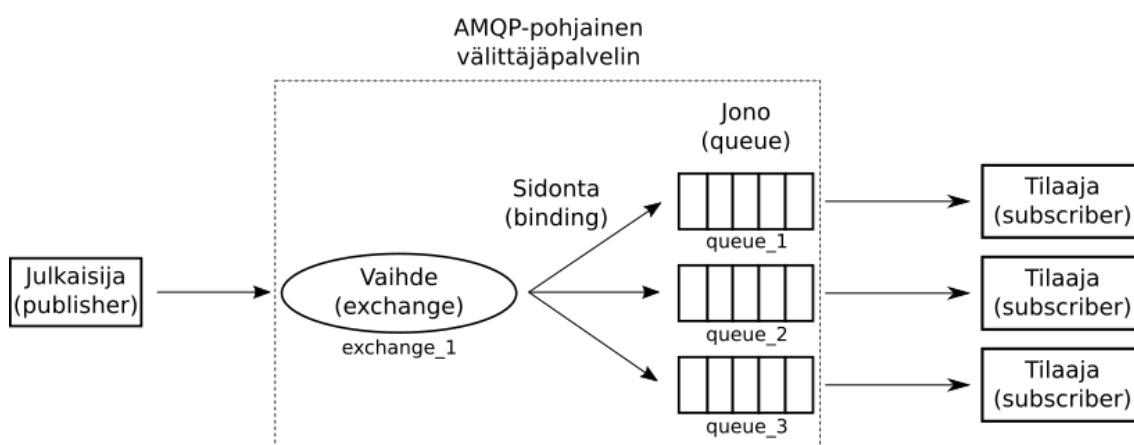 AMQP-pohjainen
välittäjäpalvelin
Jono
(queue)
Sidonta
(binding)
Julkaisija
(publisher)
Vaihde
(exchange)
exchange_1
queue_1
queue_2
queue_3
Tilaaja
(subscriber)
Tilaaja
(subscriber)
Tilaaja
(subscriber)